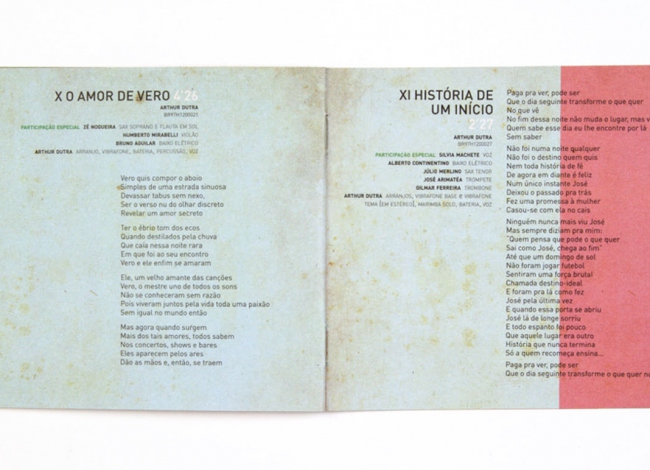 X O AMOR DE VERO 4'26
ARTHUR DUTRA
BRYTH1200021
PARTICIPAÇÃO ESPECIAL ZÉ NOGUEIRA SAX SOPRANO E FLAUTA EM SOL
HUMBERTO MIRABELLI VIOLÃO
BRUNO AGUILAR BAIXO ELÉTRICO
ARTHUR DUTRA ARRANJO, VIBRAFONE, BATERIA, PERCUSSÃO, VOZ
Vero quis compor o aboio
Simples de uma estrada sinuosa
Devassar tabus sem nexo,
Ser o verso nu do olhar discreto
Revelar um amor secreto
Ter o ébrio tom dos ecos
Quando destilados pela chuva
Que caía nessa noite rara
Em que foi ao seu encontro
Vero e ele enfim se amaram
Ele, um velho amante das canções
Vero, o mestre uno de todos os sons
Não se conheceram sem razão
Pois viveram juntos pela vida toda uma paixão
Sem igual no mundo então
Mas agora quando surgem
Mais dos tais amores, todos sabem
Nos concertos, shows e bares
Eles aparecem pelos ares
Dão as mãos e, então, se traem
XI HISTÓRIA DE
UM INÍCIO
2'27
ARTHUR DUTRA
PARTICIPAÇÃO ESPECIAL SILVIA MACHETE VOZ
ALBERTO CONTINENTINO BAIXO ELÉTRICO
JÚLIO MERLINO SAX TENOR
JOSÉ ARIMATÉA TROMPETE
GILMAR FERREIRA TROMBONE
ARTHUR DUTRA ARRANJOS, VIBRAFONE BASE E VIBRAFONE
TEMA (EM ESTÉREO), MARIMBA SOLO, BATERIA, VOZ
Paga pra ver, pode ser
Que o dia seguinte transforme o que quer
No que vê
No fim dessa noite não muda o lugar, mas
Quem sabe esse dia eu the encontro por lá
Sem saber
Não foi numa noite qualquer
Não foi o destino quem quis
Nem toda história de fé
De agora em diante é feliz
Num único instante José
Deixou o passado pra trás
Fez uma promessa à mulher
Casou-se com ela no cais
Ninguém nunca mais viu José
Mas sempre diziam pra mim:
"Quem pensa que pode o que quer
Sai como José, chega ao fim"
Até que um domingo de sol
Não foram jogar futebol
Sentiram uma força brutal
Chamada destino-ideal
E foram pra lá como fez
José pela última vez
E quando essa porta se abriu
José lá de longe sorriu
E todo espanto foi pouco
Que aquele lugar era outro
História que nunca termina
Só a quem recomeça ensina...
Paga pra ver, pode ser
Que o dia seguinte transforme o que quer